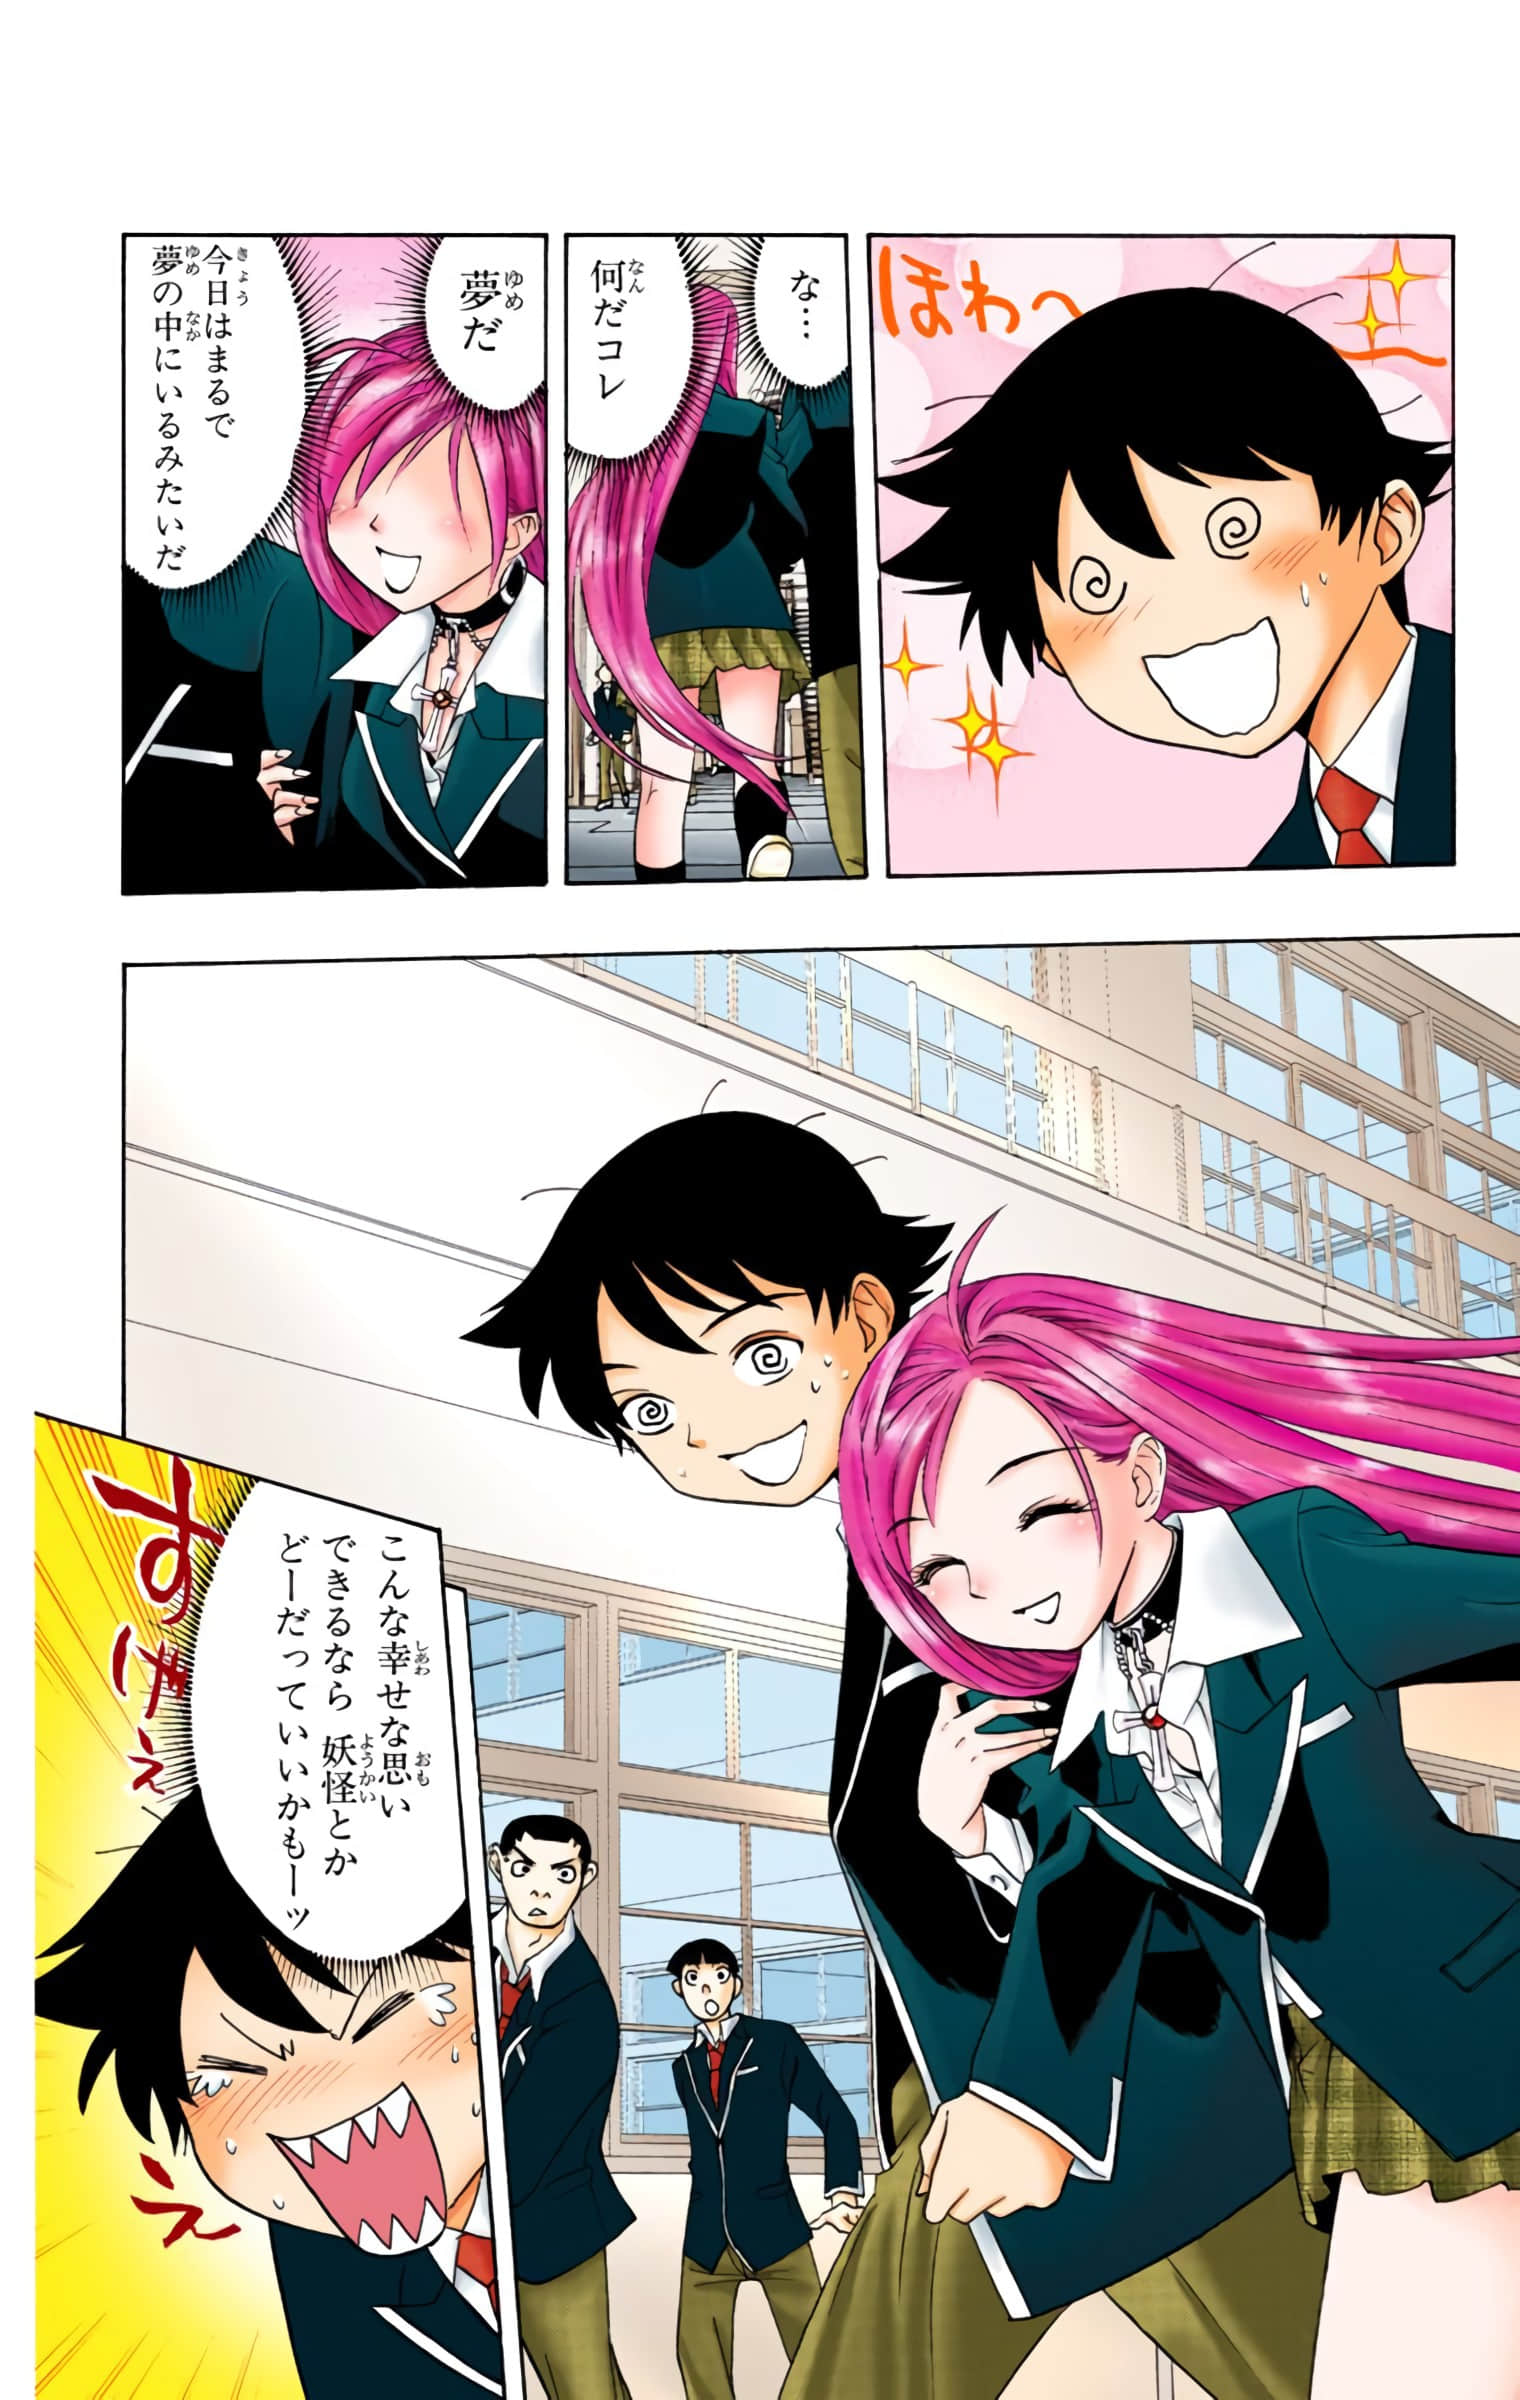 ほわ〜
な…
何だコレ
夢だ
今日はまるで
夢の中にいるみたいだ
こんな幸せな思い
できるなら 妖怪とか
どーだっていいかもーッ
すげえ
え